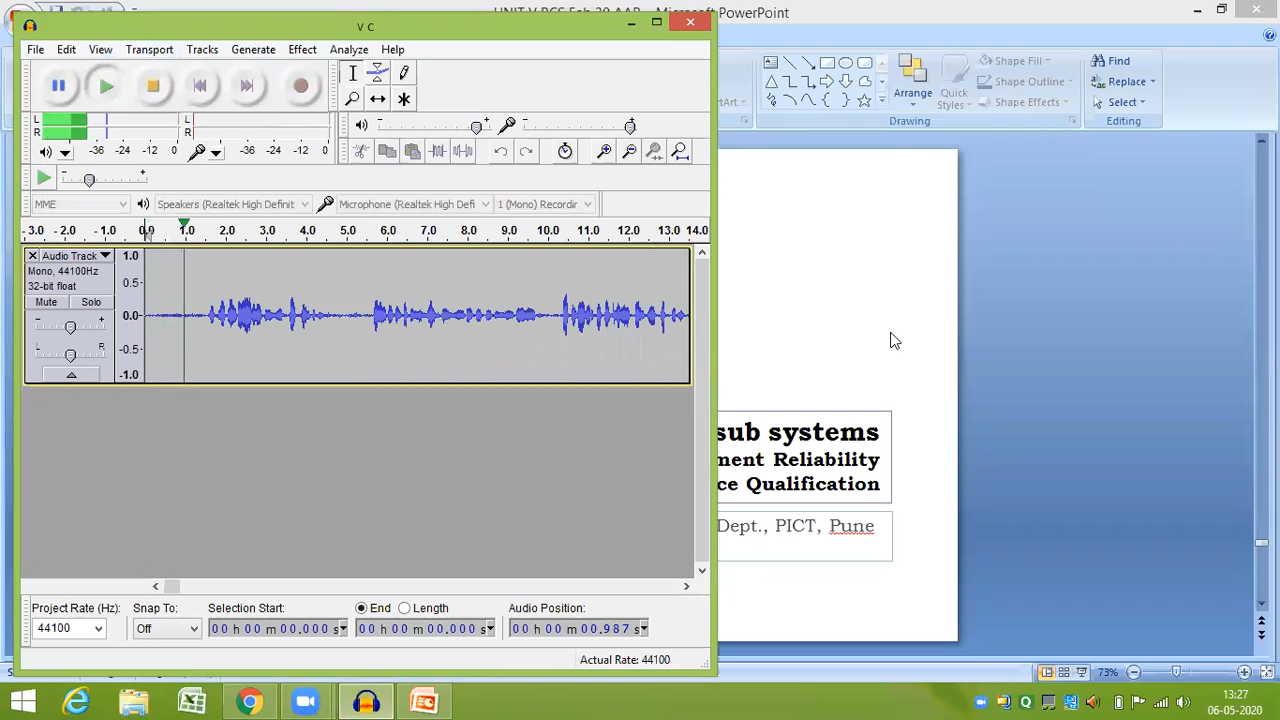 V C
File Edit View Transport Tracks Generate Effect Analyze Help
L
R
-36 -24 -12 0
L
R
-36 -24 -12 0
MME Speakers (Realtek High Definit Microphone (Realtek High Defi 1 (Mono) Recordir
- 3.0 - 2.0 - 1.0 0.0 1.0 2.0 3.0 4.0 5.0 6.0 7.0 8.0 9.0 10.0 11.0 12.0 13.0 14.0
Audio Track
Mono, 44100Hz
32-bit float
Mute Solo
L R
1.0
0.5
0.0
-0.5
-1.0
Project Rate (Hz): Snap To: Selection Start: End Length Audio Position:
44100 Off 00 h 00 m 00.000 s 00 h 00 m 00.000 s 00 h 00 m 00.987 s
Actual Rate: 44100
Microsoft PowerPoint
Arrange
Quick
Styles
Shape Fill
Shape Outline
Shape Effects
Drawing
Find
Replace
Select
Editing
sub systems
ment Reliability
ce Qualification
Dept., PICT, Pune
73%
13:27
06-05-2020